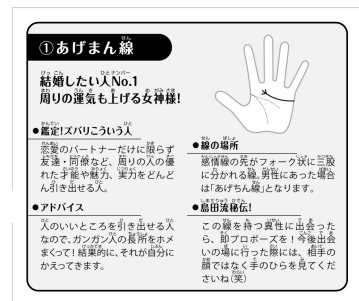 ①あげまん線
結婚したい人No.1
周りの運気も上げる女神様!
●鑑定!ズバリこういう人
恋愛のパートナーだけに限らず
友達・同僚など、周りの人の優
れた才能や魅力、実力をどんど
ん引き出せる人。
●アドバイス
人のいいところを引き出せる人
なので、ガンガン人の長所をホメ
まくって!結果的に、それが自分に
かえってきます。
●線の場所
感情線の先がフォーク状に三股
に分かれる線。男性にあった場合
は「あげちん線」となります。
●島田流秘伝!
この線を持つ異性に出会った
ら、即プロポーズを!今後出会
いの場に行った際には、相手の
顔ではなく手のひらを見てくだ
さいね(笑)